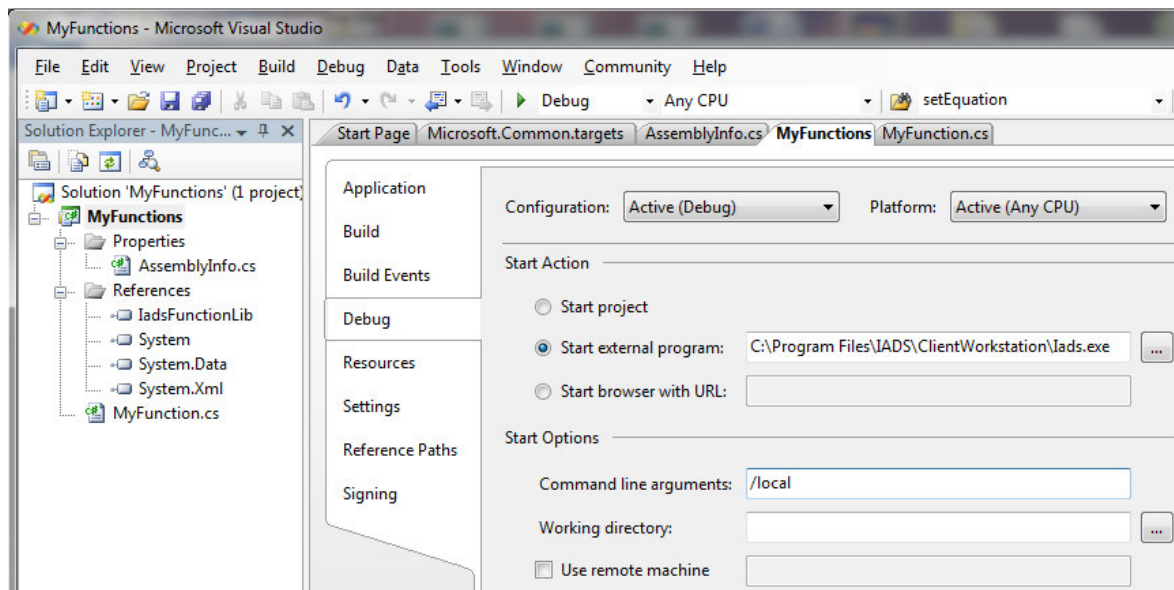 MyFunctions - Microsoft Visual Studio
File Edit View Project Build Debug Data Tools Window Community Help
Debug Any CPU setEquation
Solution Explorer - MyFunc...
Start Page Microsoft.Common.targets AssemblyInfo.cs MyFunctions MyFunction.cs
Solution 'MyFunctions' (1 project)
MyFunctions
Properties
AssemblyInfo.cs
References
IadsFunctionLib
System
System.Data
System.Xml
MyFunction.cs
Application
Build
Build Events
Debug
Resources
Settings
Reference Paths
Signing
Configuration: Active (Debug) Platform: Active (Any CPU)
Start Action
Start project
Start external program: C:\Program Files\IADS\ClientWorkstation\Iads.exe ...
Start browser with URL:
Start Options
Command line arguments: /local
Working directory: ...
Use remote machine